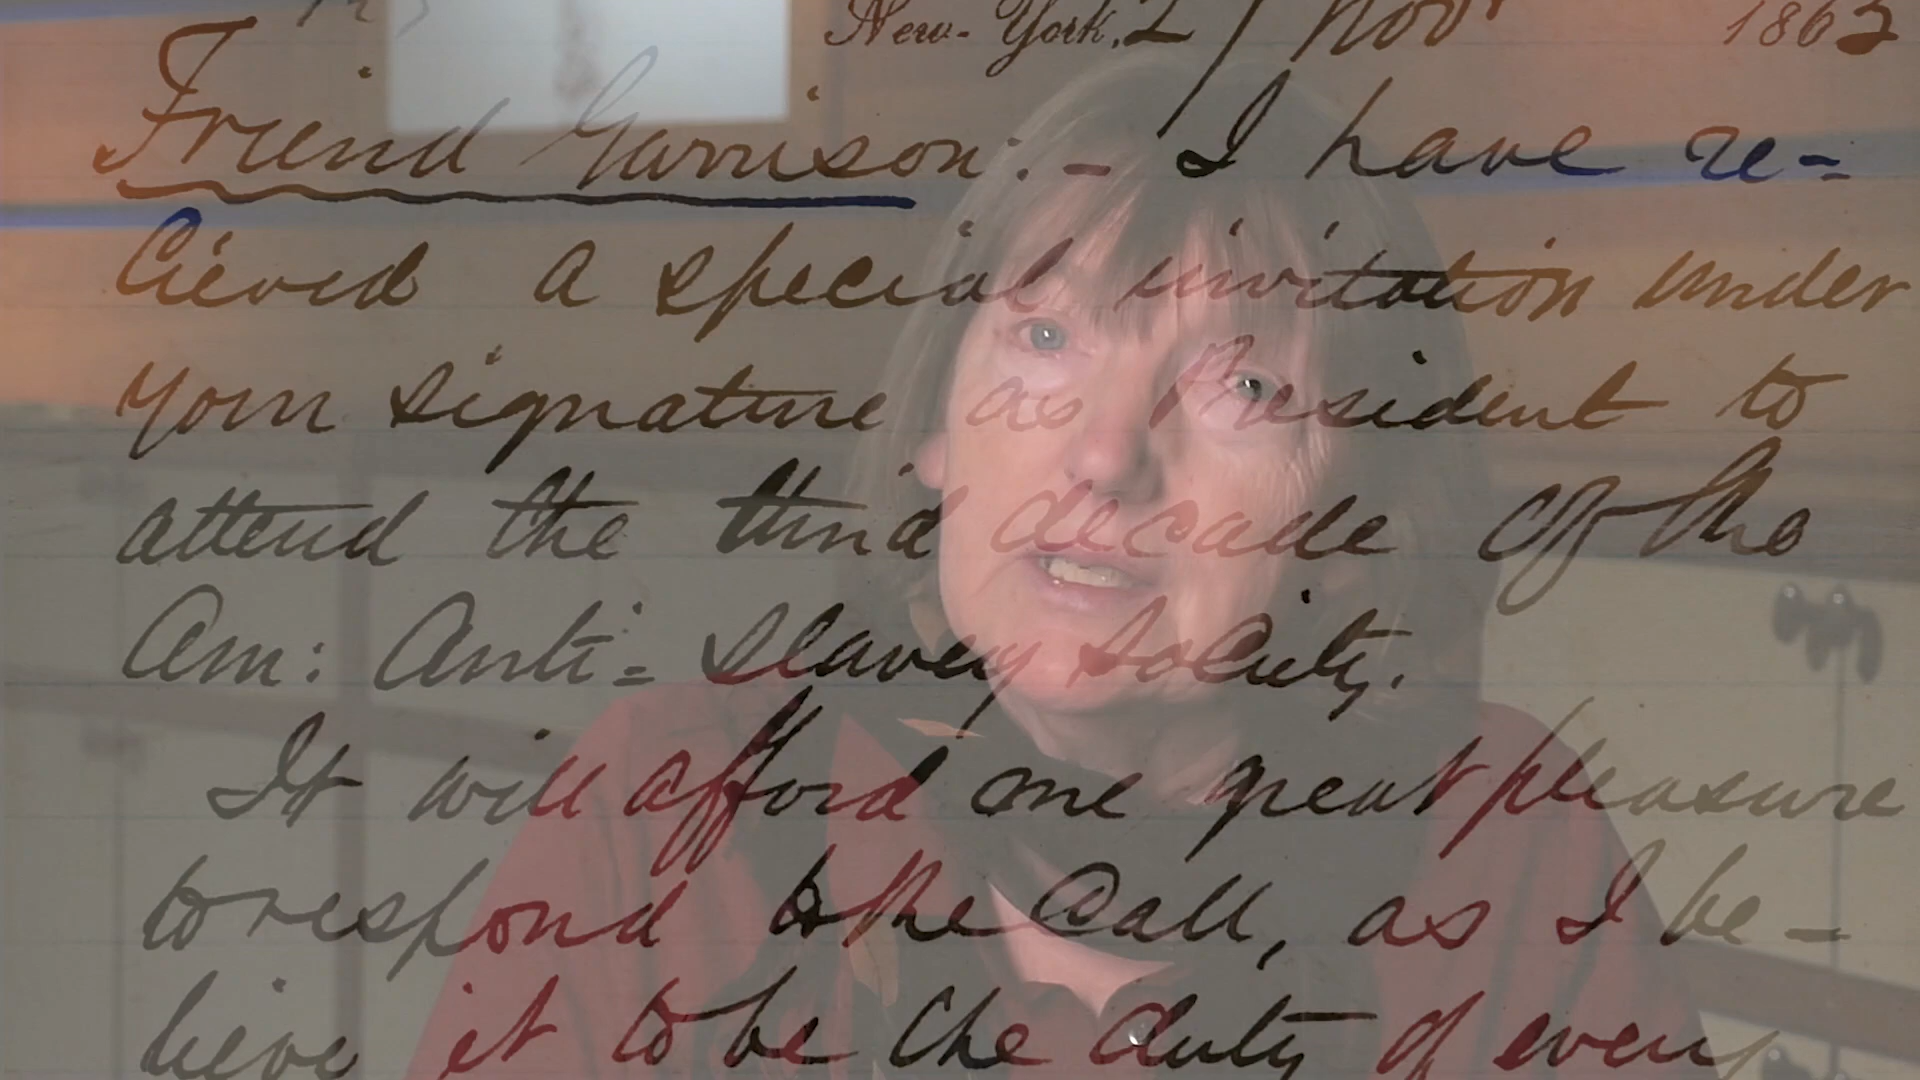 New-York, 27 Nov 1863
Friend Garrison:- I have re=
cieved a special invitation under
your signature as President to
attend the third decade of the
Am: Anti= Slavery Society.
It will afford me great pleasure
to respond to the Call, as I be-
lieve it to be the duty of every